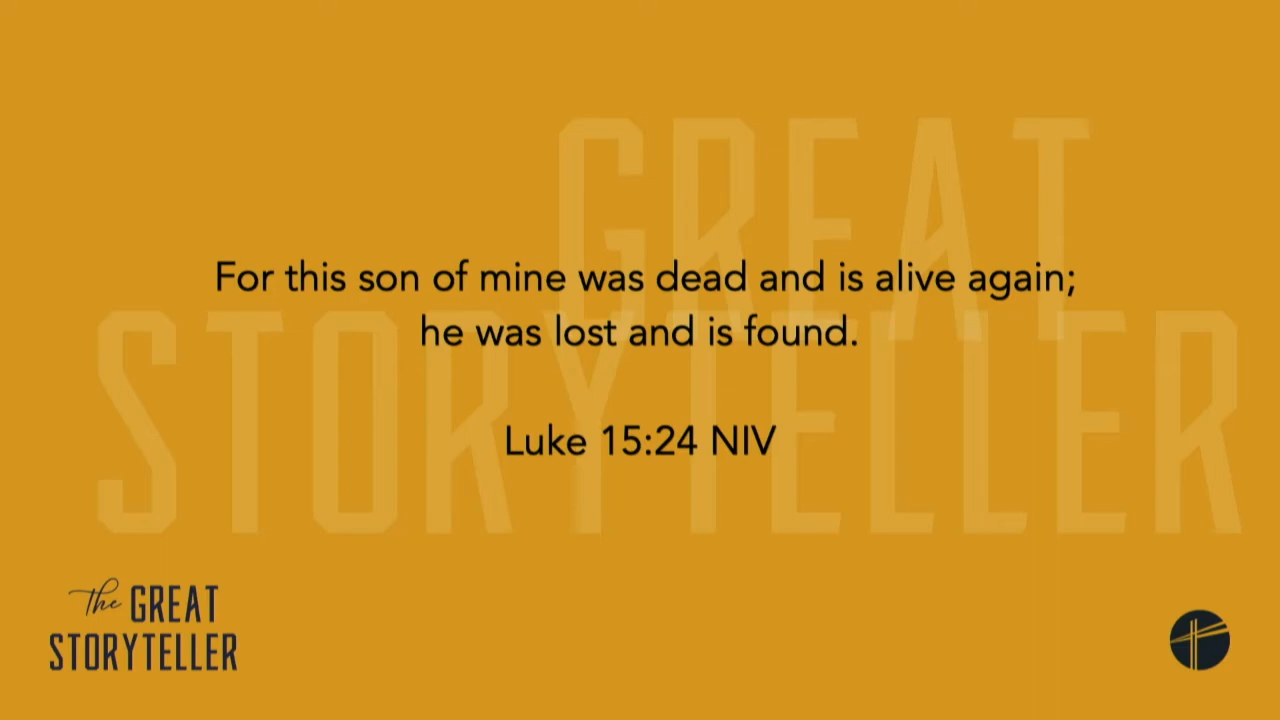 GREAT
STORYTELLER
For this son of mine was dead and is alive again;
he was lost and is found.
Luke 15:24 NIV
the GREAT
STORYTELLER